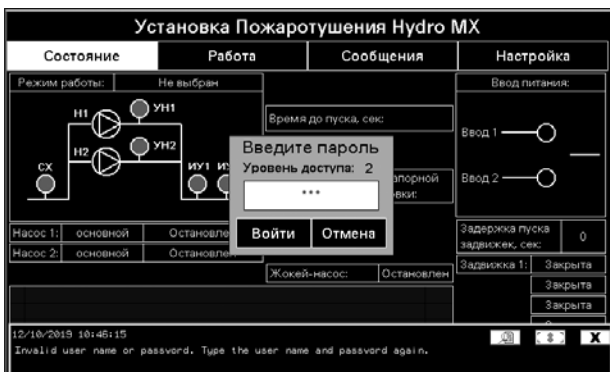 Установка Пожаротушения Hydro MX
Состояние Работа Сообщения Настройка
Режим работы: Не выбран
Ввод питания:
Н1 УН1
Н2 УН2
СХ ИУ1
Время до пуска, сек:
Введите пароль
Уровень доступа: 2
***
Войти Отмена
Ввод 1
Ввод 2
Насос 1: основной
Насос 2: основной
Жокей-насос: Остановлен
Задержка пуска
задвижек, сек: 0
Задвижка 1: Закрыта
Закрыта
Закрыта
12/10/2019 10:46:15
Invalid user name or password. Type the user name and password again.
X